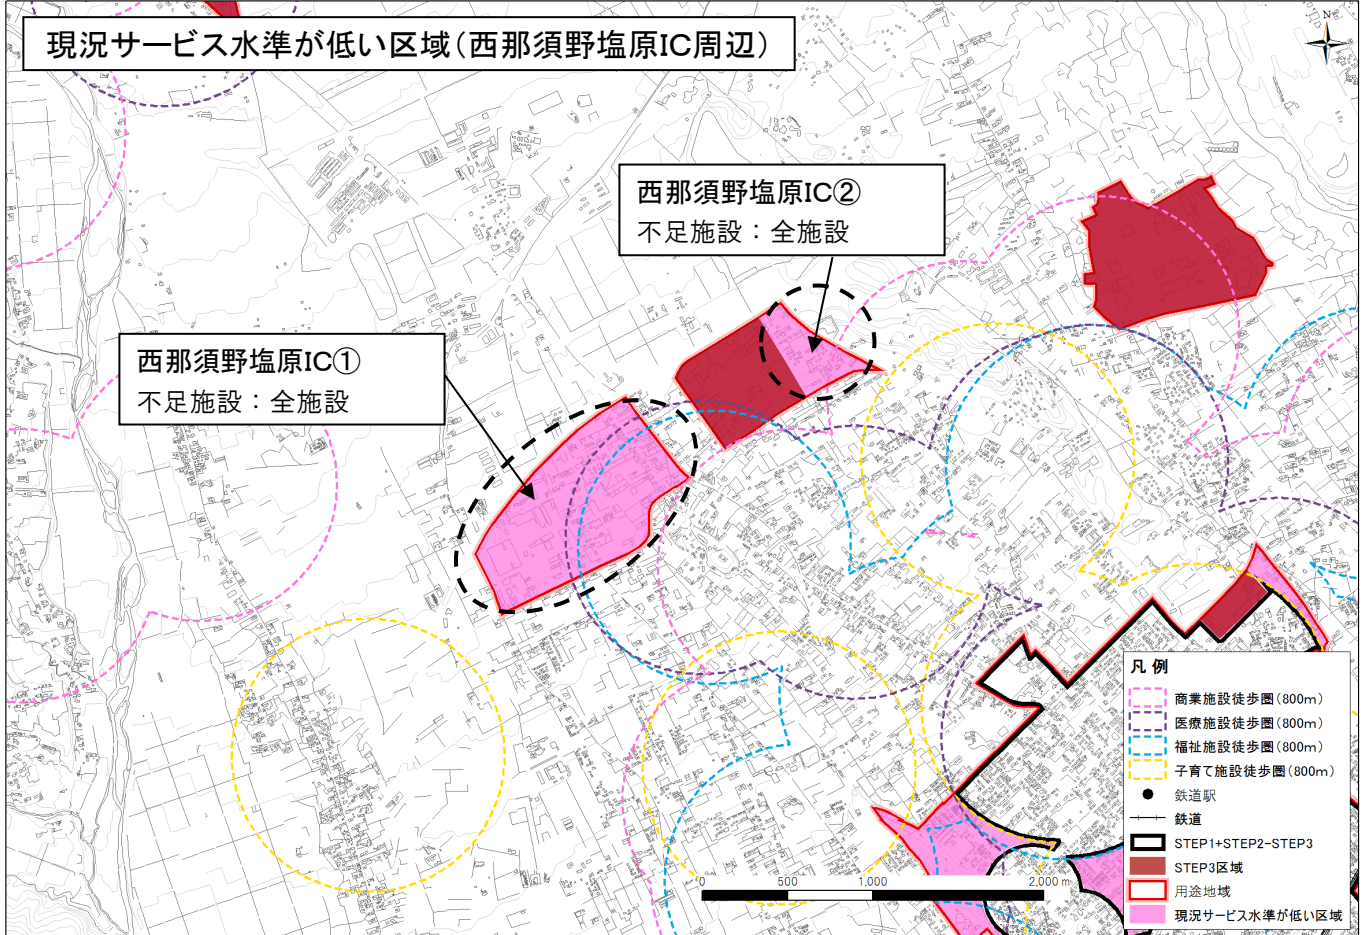 現況サービス水準が低い区域(西那須野塩原IC周辺)
N
西那須野塩原IC②
不足施設：全施設
西那須野塩原IC①
不足施設：全施設
凡例
商業施設徒歩圏(800m)
医療施設徒歩圏(800m)
福祉施設徒歩圏(800m)
子育て施設徒歩圏(800m)
鉄道駅
鉄道
STEP1+STEP2-STEP3
STEP3区域
用途地域
現況サービス水準が低い区域
0 500 1,000 2,000 m